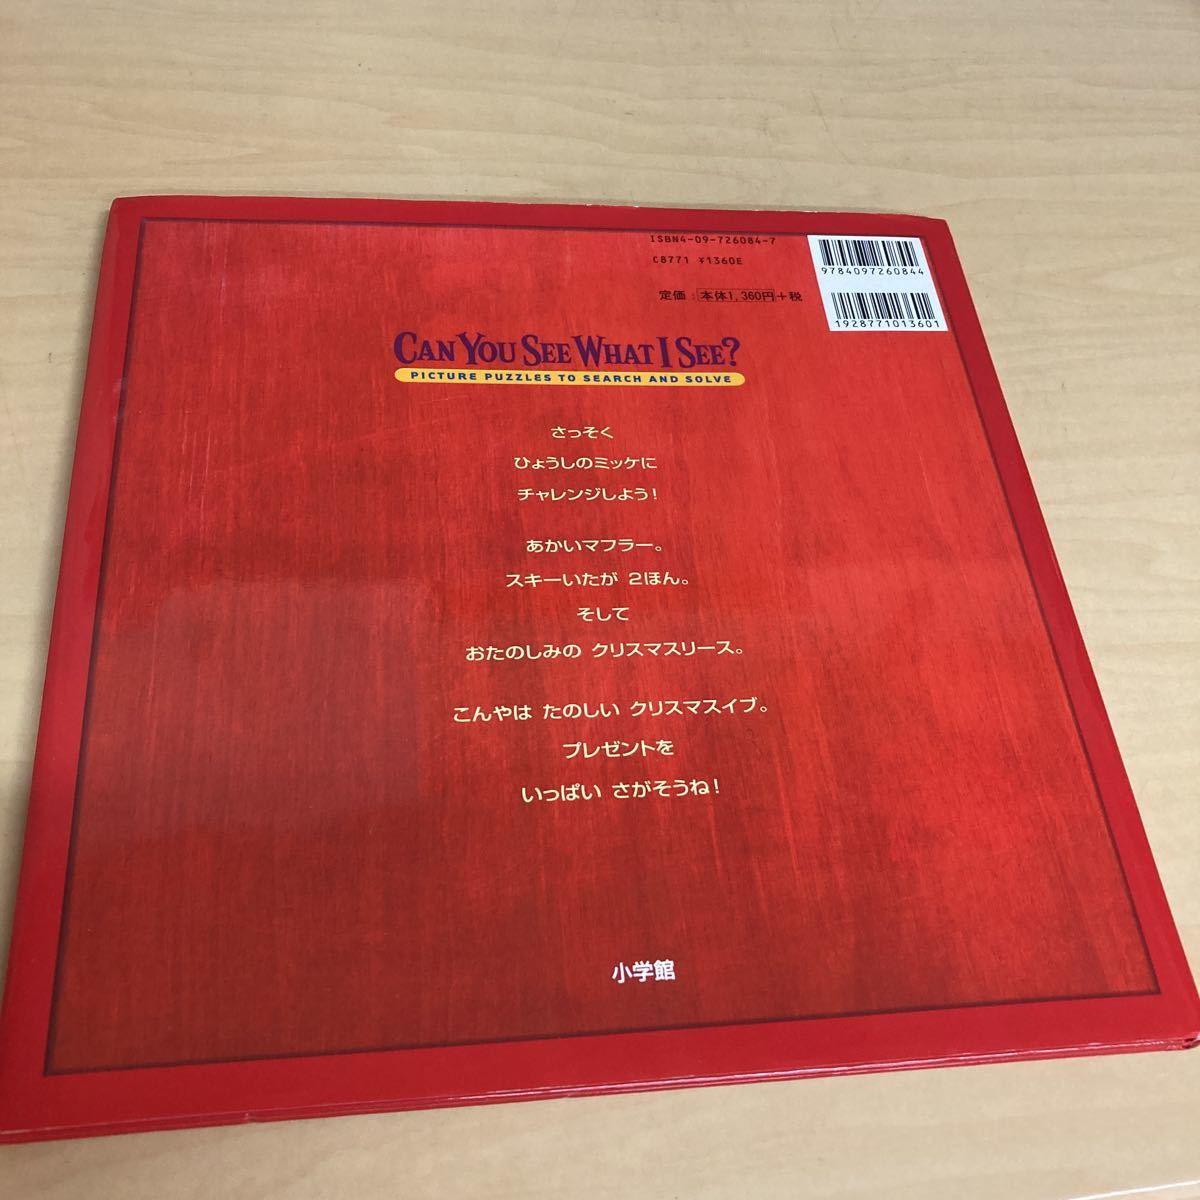 ISBN4-09-726084-7
C8771 ¥1360E
定価：本体1,360円＋税
9784097260844
1928771013601
CAN YOU SEE WHAT I SEE?
PICTURE PUZZLES TO SEARCH AND SOLVE
さっそく
ひょうしのミッケに
チャレンジしよう！
あかいマフラー。
スキーいたが 2ほん。
そして
おたのしみの クリスマスリース。
こんやは たのしい クリスマスイブ。
プレゼントを
いっぱい さがそうね！
小学館